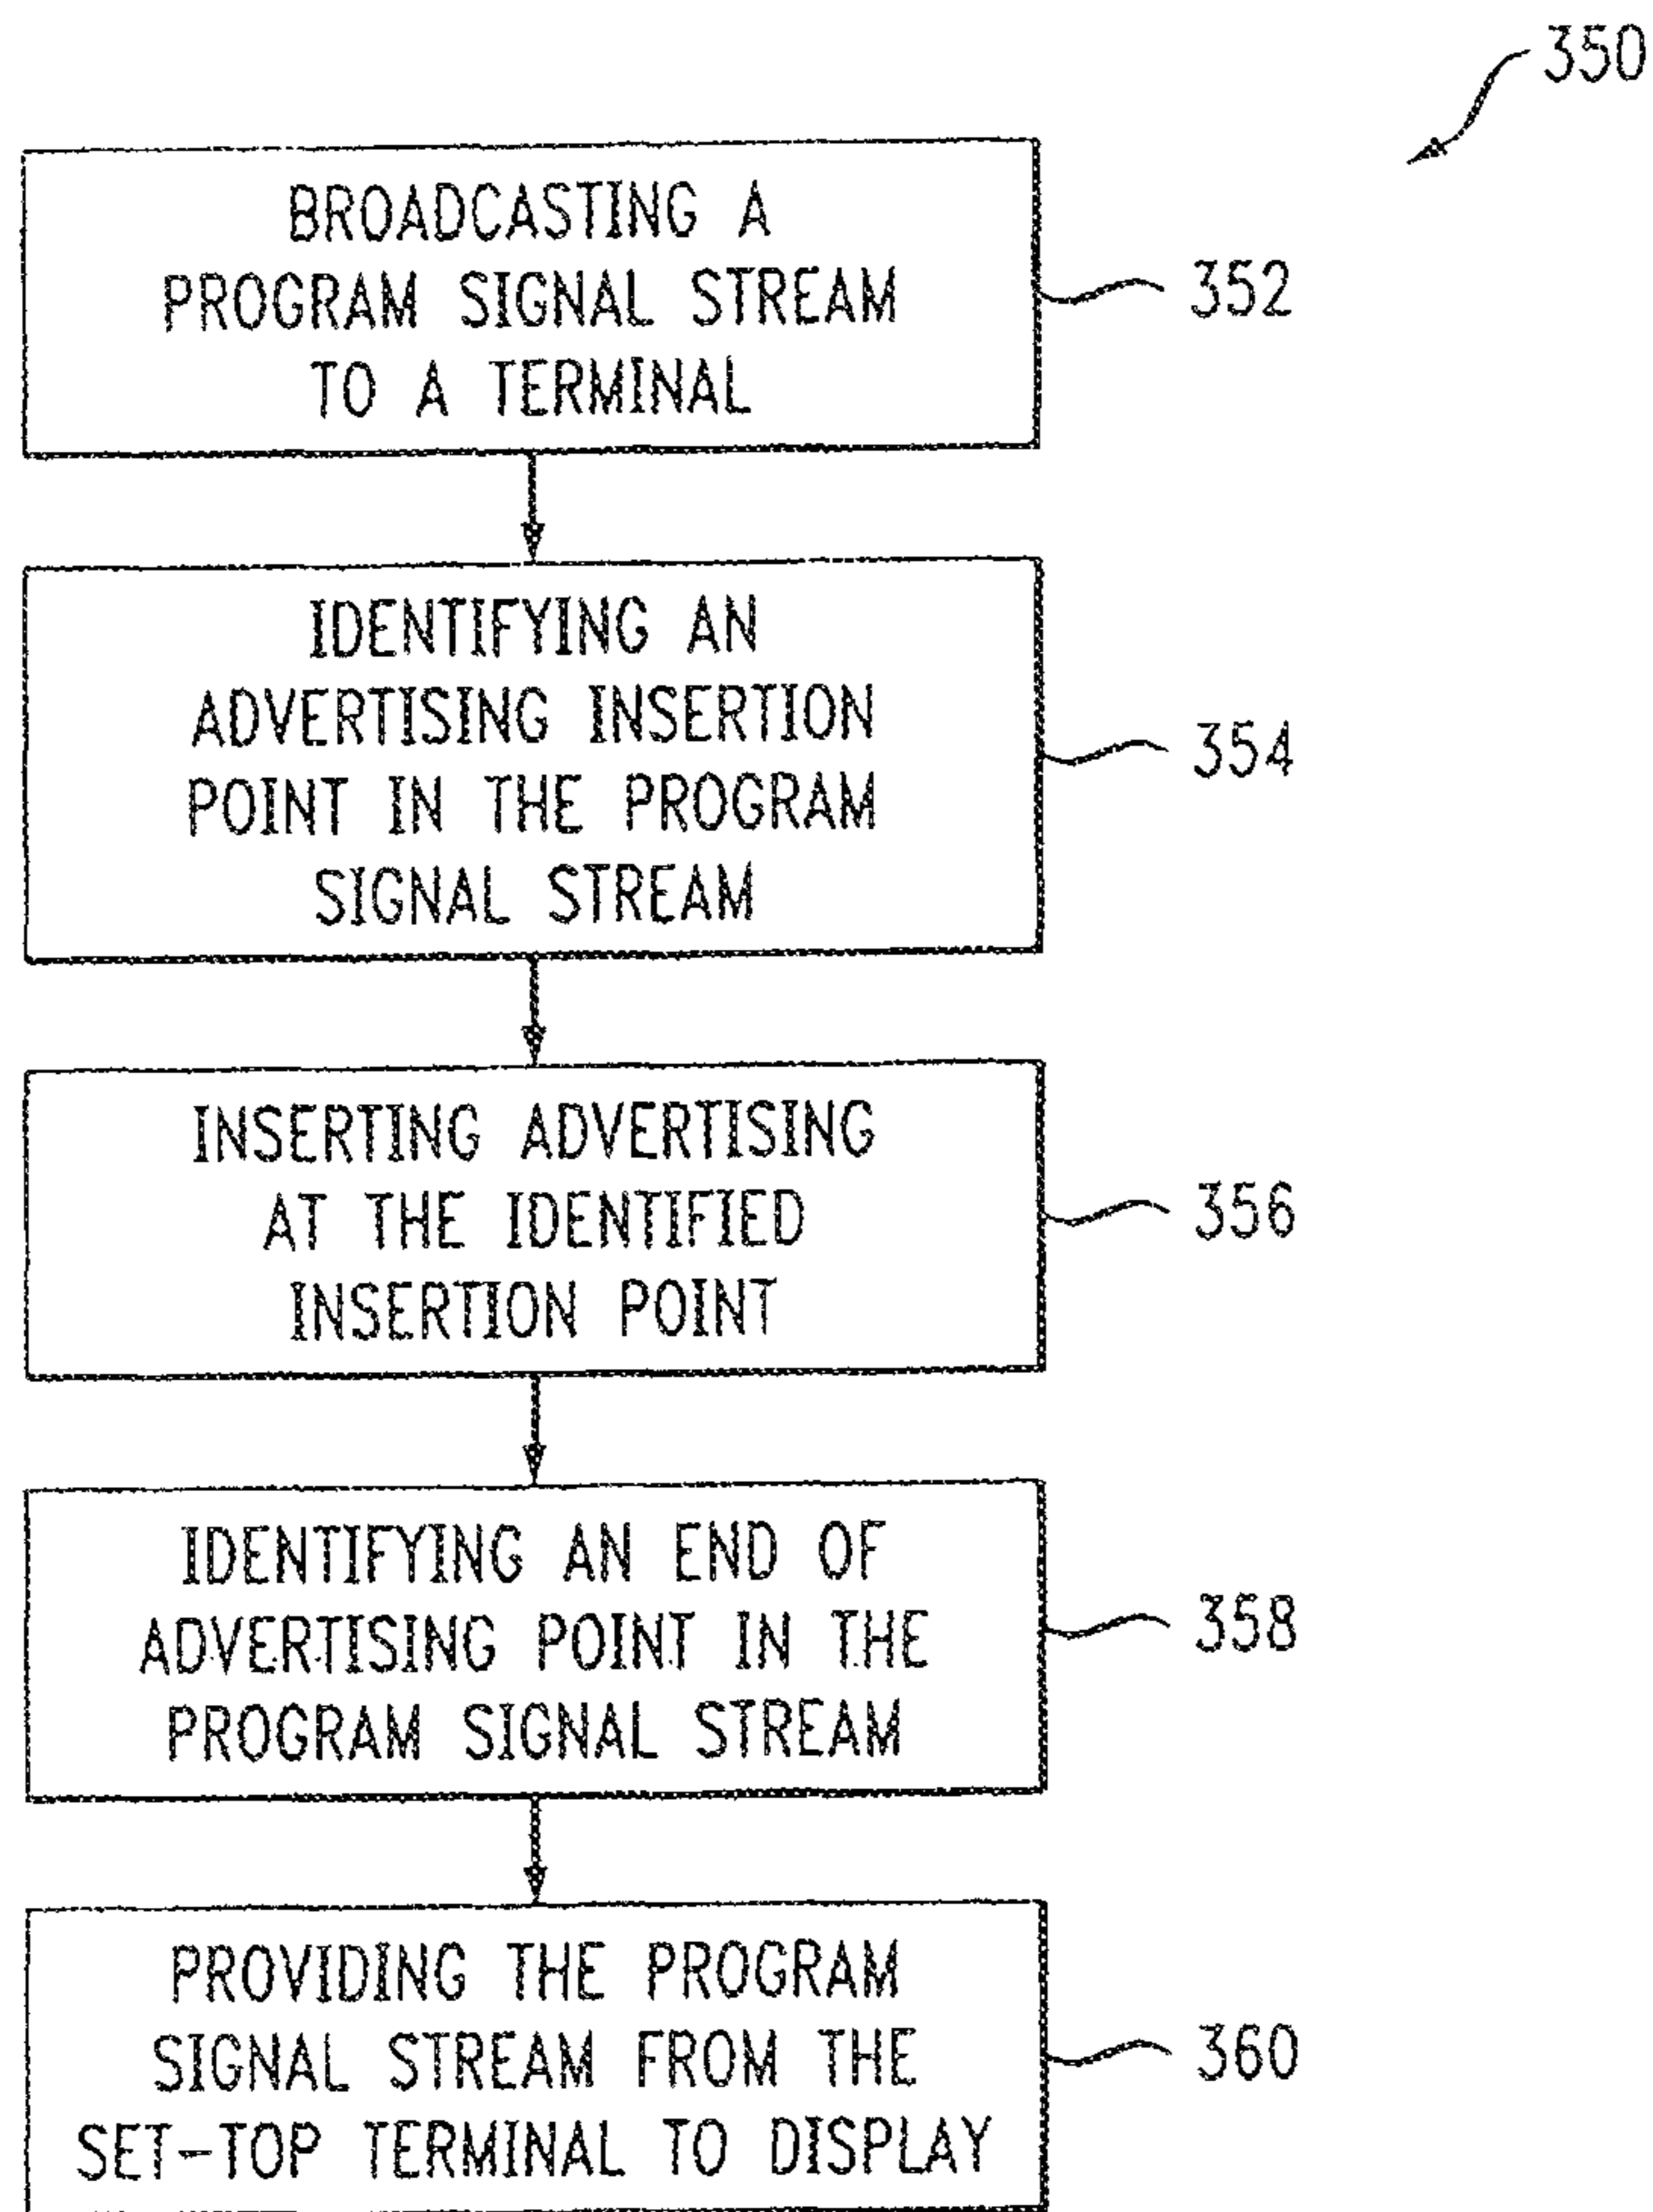 350
BROADCASTING A
PROGRAM SIGNAL STREAM
TO A TERMINAL
352
IDENTIFYING AN
ADVERTISING INSERTION
POINT IN THE PROGRAM
SIGNAL STREAM
354
INSERTING ADVERTISING
AT THE IDENTIFIED
INSERTION POINT
356
IDENTIFYING AN END OF
ADVERTISING POINT IN THE
PROGRAM SIGNAL STREAM
358
PROVIDING THE PROGRAM
SIGNAL STREAM FROM THE
SET-TOP TERMINAL TO DISPLAY
360